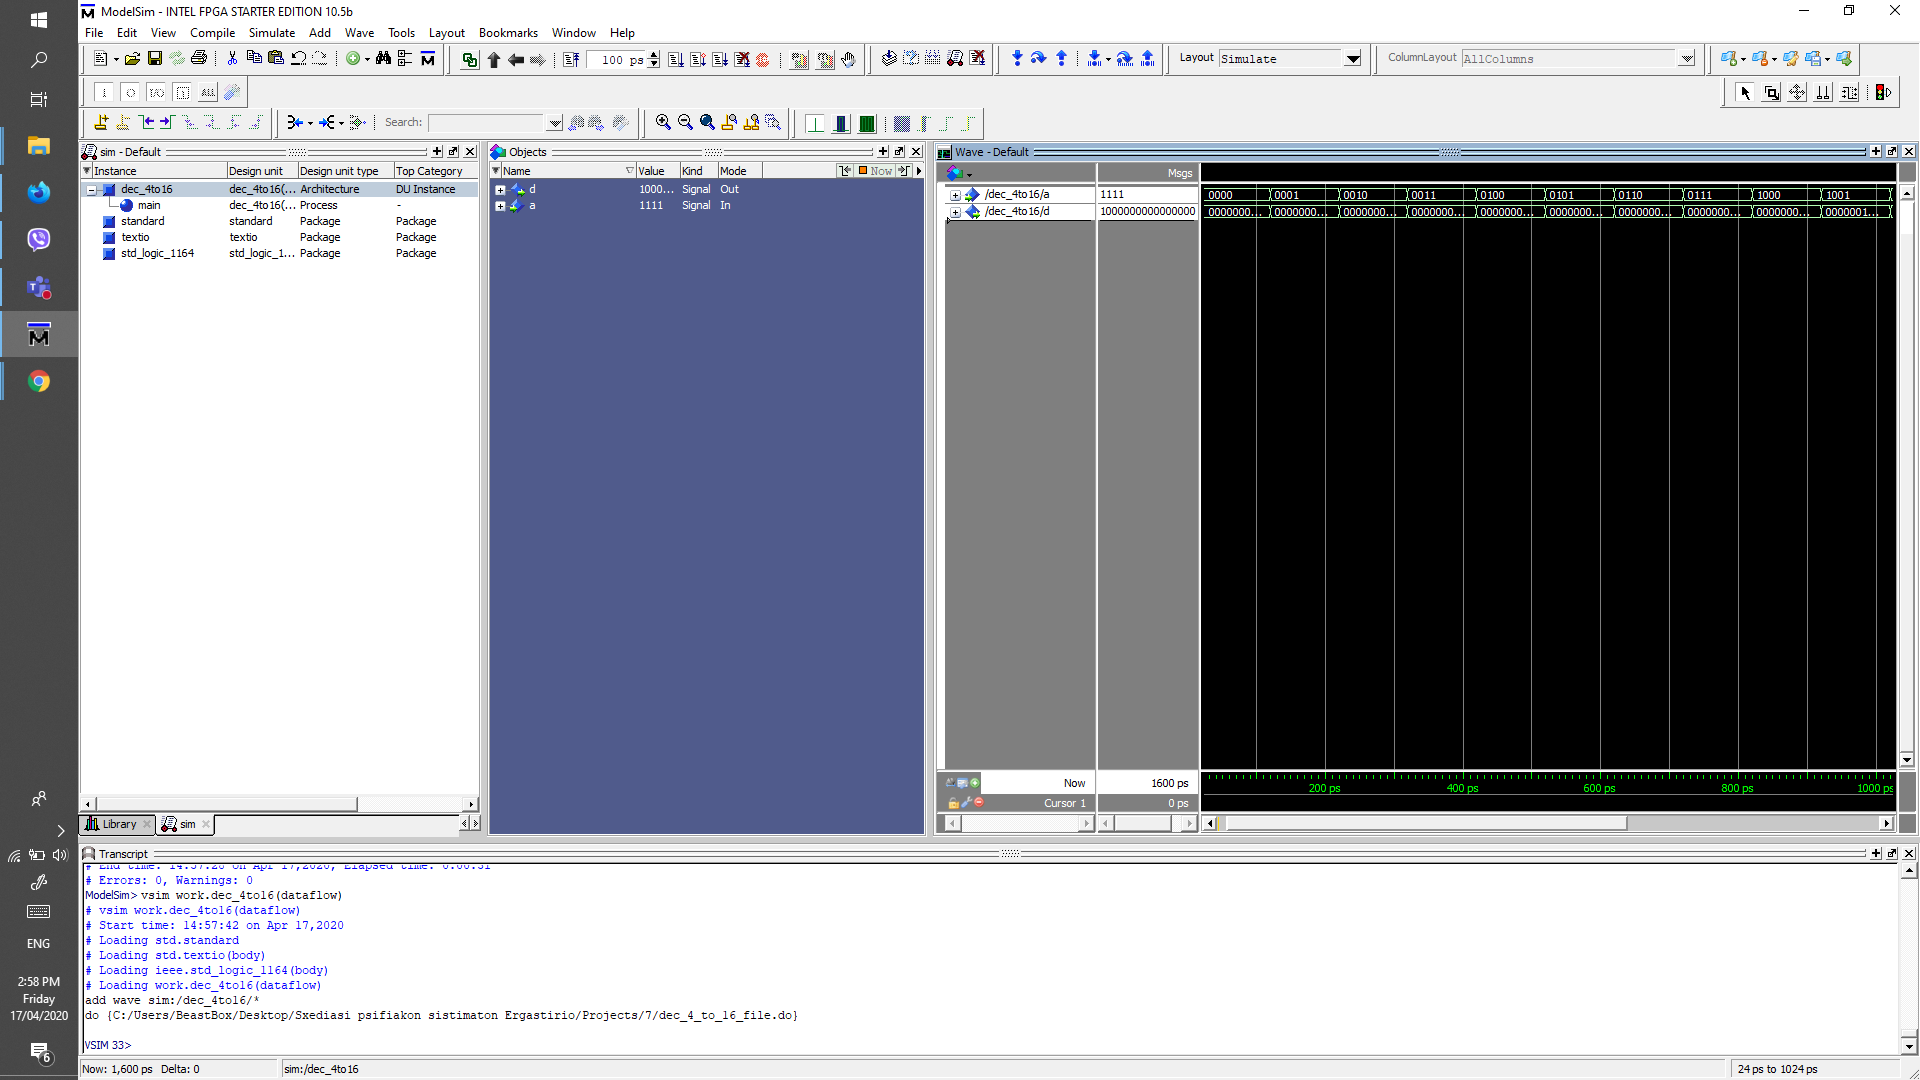 ModelSim - INTEL FPGA STARTER EDITION 10.5b
File Edit View Compile Simulate Add Wave Tools Layout Bookmarks Window Help
100 ps
Layout Simulate
ColumnLayout AllColumns
Search:
sim - Default
Instance Design unit Design unit type Top Category
dec_4to16 dec_4to16(... Architecture DU Instance
main dec_4to16(... Process -
standard standard Package Package
textio textio Package Package
std_logic_1164 std_logic_1... Package Package
Library sim
Objects
Name Value Kind Mode Now
d 1000... Signal Out
a 1111 Signal In
Wave - Default
Msgs
/dec_4to16/a 1111 0000 0001 0010 0011 0100 0101 0110 0111 1000 1001
/dec_4to16/d 1000000000000000 0000000... 0000000... 0000000... 0000000... 0000000... 0000000... 0000000... 0000000... 0000000... 0000001...
Now 1600 ps
Cursor 1 0 ps
200 ps 400 ps 600 ps 800 ps 1000 ps
Transcript
# End time: 14:57:28 on Apr 17,2020, Elapsed time: 0:00:31
# Errors: 0, Warnings: 0
ModelSim> vsim work.dec_4to16(dataflow)
# vsim work.dec_4to16(dataflow)
# Start time: 14:57:42 on Apr 17,2020
# Loading std.standard
# Loading std.textio(body)
# Loading ieee.std_logic_1164(body)
# Loading work.dec_4to16(dataflow)
add wave sim:/dec_4to16/*
do {C:/Users/BeastBox/Desktop/Sxediasi psifiakon sistimaton Ergastirio/Projects/7/dec_4_to_16_file.do}
VSIM 33>
Now: 1,600 ps Delta: 0
sim:/dec_4to16
24 ps to 1024 ps
ENG
2:58 PM
Friday
17/04/2020
6